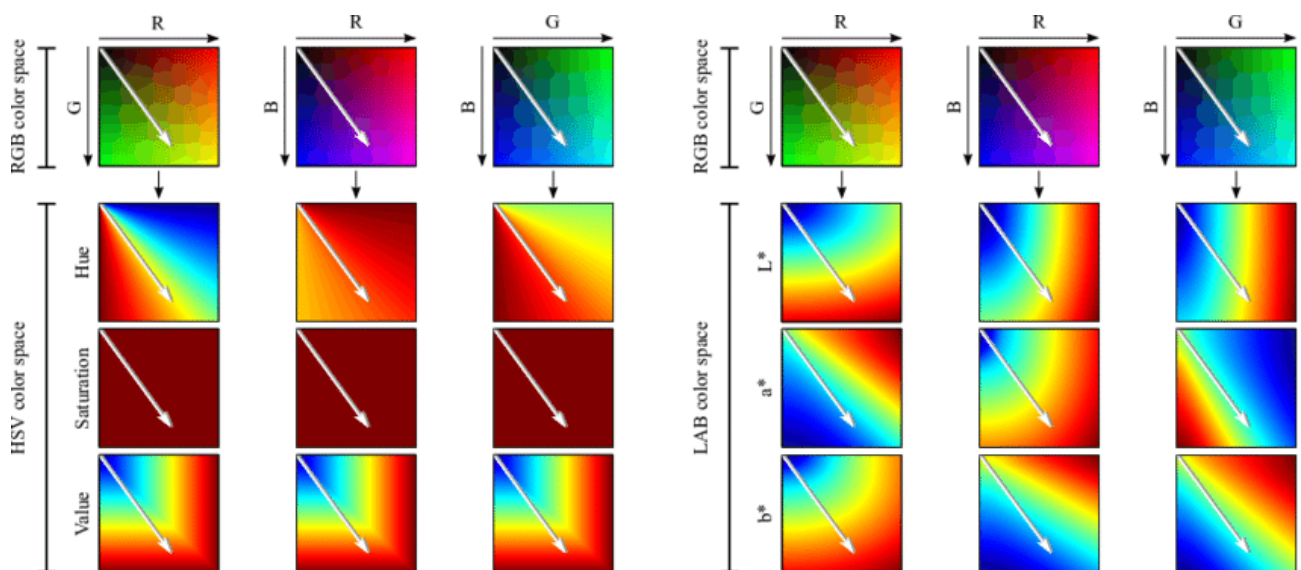 R R G R R G
RGB color space G B B RGB color space G B B
HSV color space Hue LAB color space L*
Saturation a*
Value b*